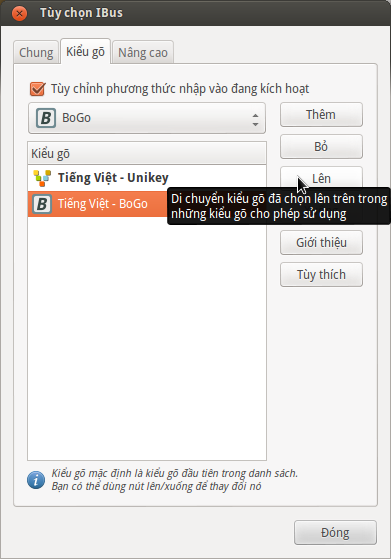 Tùy chọn IBus
Chung
Kiểu gõ
Nâng cao
Tùy chỉnh phương thức nhập vào đang kích hoạt
BoGo
Thêm
Bỏ
Kiểu gõ
Tiếng Việt - Unikey
Lên
Tiếng Việt - BoGo
Di chuyển kiểu gõ đã chọn lên trên trong
những kiểu gõ cho phép sử dụng
Giới thiệu
Tùy thích
Kiểu gõ mặc định là kiểu gõ đầu tiên trong danh sách.
Bạn có thể dùng nút lên/xuống để thay đổi nó
Đóng